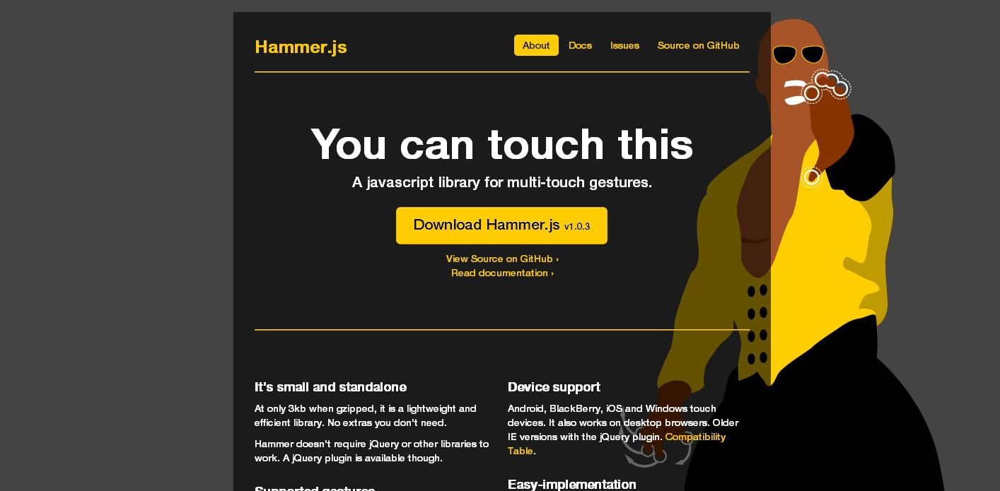 Hammer.js
About Docs Issues Source on GitHub
You can touch this
A javascript library for multi-touch gestures.
Download Hammer.js v1.0.3
View Source on GitHub ›
Read documentation ›
It's small and standalone
At only 3kb when gzipped, it is a lightweight and
efficient library. No extras you don't need.
Hammer doesn't require jQuery or other libraries to
work. A jQuery plugin is available though.
Supported gestures
Device support
Android, BlackBerry, iOS and Windows touch
devices. It also works on desktop browsers. Older
IE versions with the jQuery plugin. Compatibility
Table.
Easy-implementation